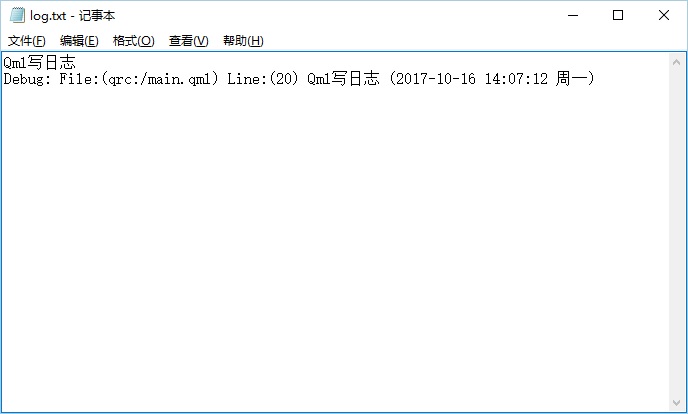 log.txt - 记事本
文件(F) 编辑(E) 格式(O) 查看(V) 帮助(H)
Qml写日志
Debug: File:(qrc:/main.qml) Line:(20) Qml写日志 (2017-10-16 14:07:12 周一)